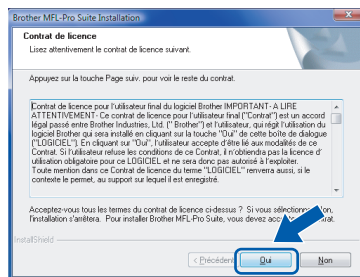 Brother MFL-Pro Suite Installation
Contrat de licence
Lisez attentivement le contrat de licence suivant.
Appuyez sur la touche Page suiv. pour voir le reste du contrat.
Contrat de licence pour l'utilisateur final du logiciel Brother IMPORTANT- A LIRE
ATTENTIVEMENT- Ce contrat de licence pour l'utilisateur final ("Contrat") est un accord
légal passé entre Brother Industries, Ltd. (" Brother") et l'utilisateur, qui régit l'utilisation du
logiciel Brother qui sera installé en cliquant sur la touche "Oui" de cette boîte de dialogue
("LOGICIEL"). En cliquant sur "Oui", l'utilisateur accepte d'être lié aux modalités de ce
Contrat. Si l'utilisateur refuse les conditions de ce Contrat, il n'obtiendra pas la licence d'
utilisation obligatoire pour ce LOGICIEL et ne sera donc pas autorisé à l'exploiter.
Toute mention dans ce Contrat de licence du terme "LOGICIEL" renverra aussi, si le
contexte le permet, au support sur lequel il est enregistré.
Acceptez-vous tous les termes du contrat de licence ci-dessus ? Si vous sélectionnez Non,
l'installation s'arrêtera. Pour installer Brother MFL-Pro Suite, vous devez
InstallShield
< Précédent
Oui
Non